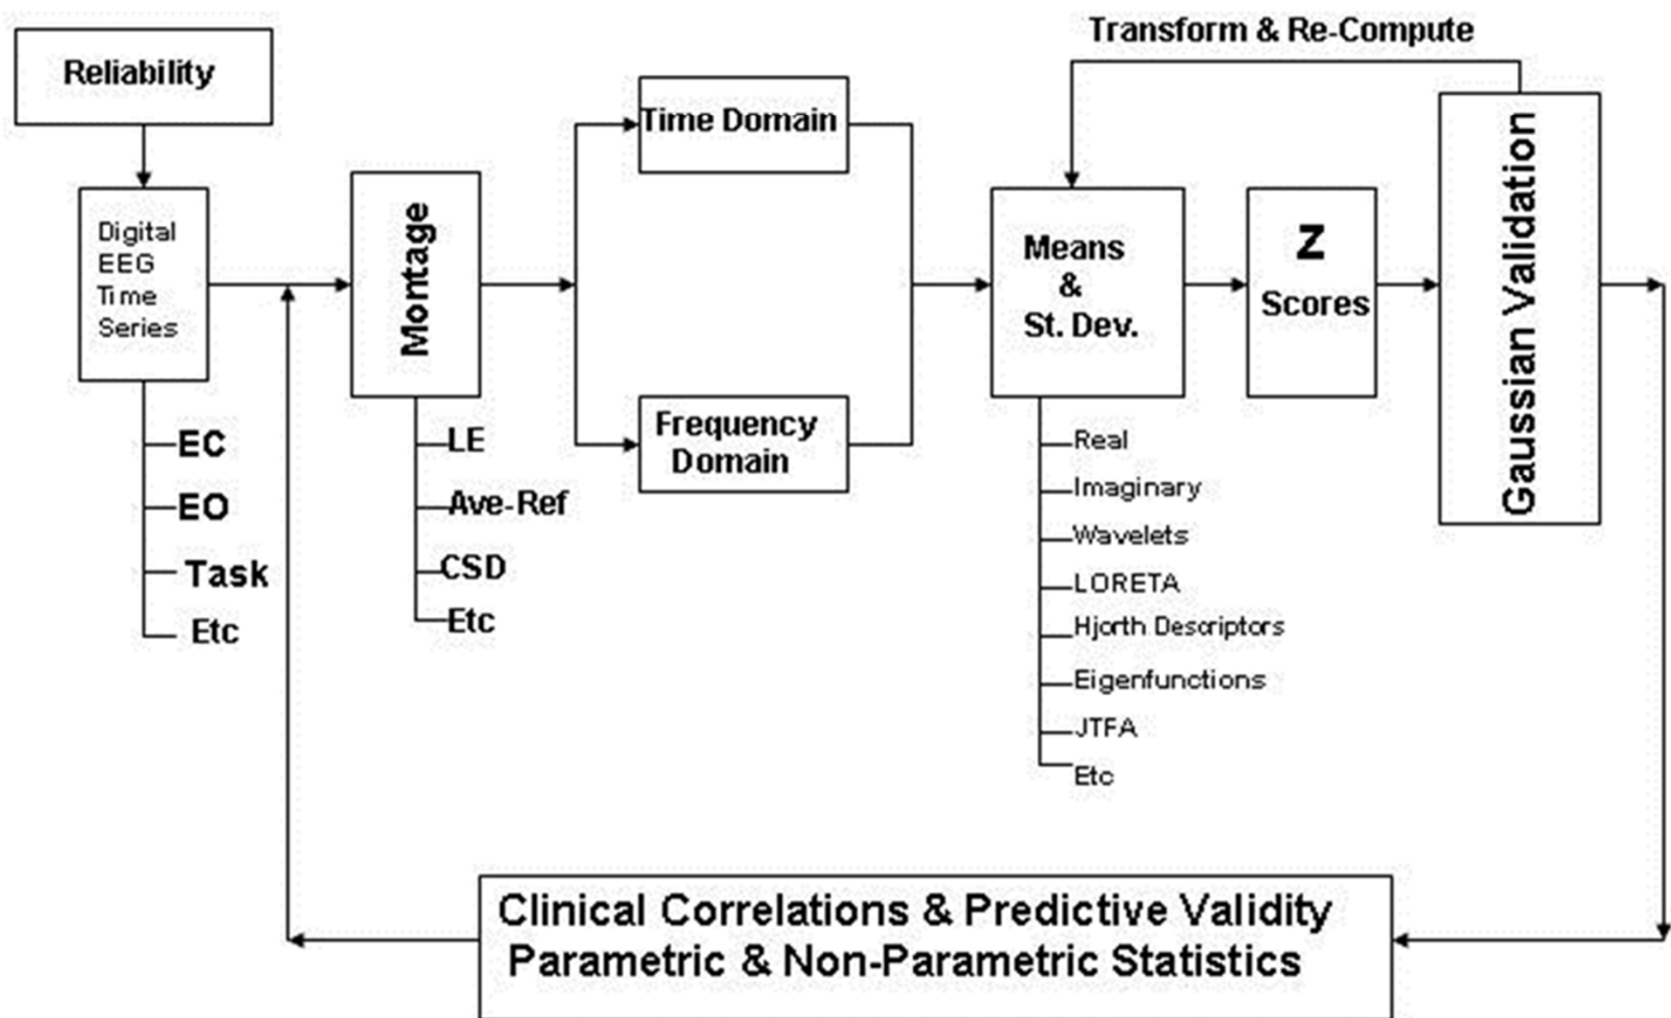 Transform & Re-Compute
Reliability
Digital
EEG
Time
Series
EC
EO
Task
Etc
Montage
LE
Ave-Ref
CSD
Etc
Time Domain
Frequency
Domain
Means
&
St. Dev.
Real
Imaginary
Wavelets
LORETA
Hjorth Descriptors
Eigenfunctions
JTFA
Etc
Z
Scores
Gaussian Validation
Clinical Correlations & Predictive Validity
Parametric & Non-Parametric Statistics